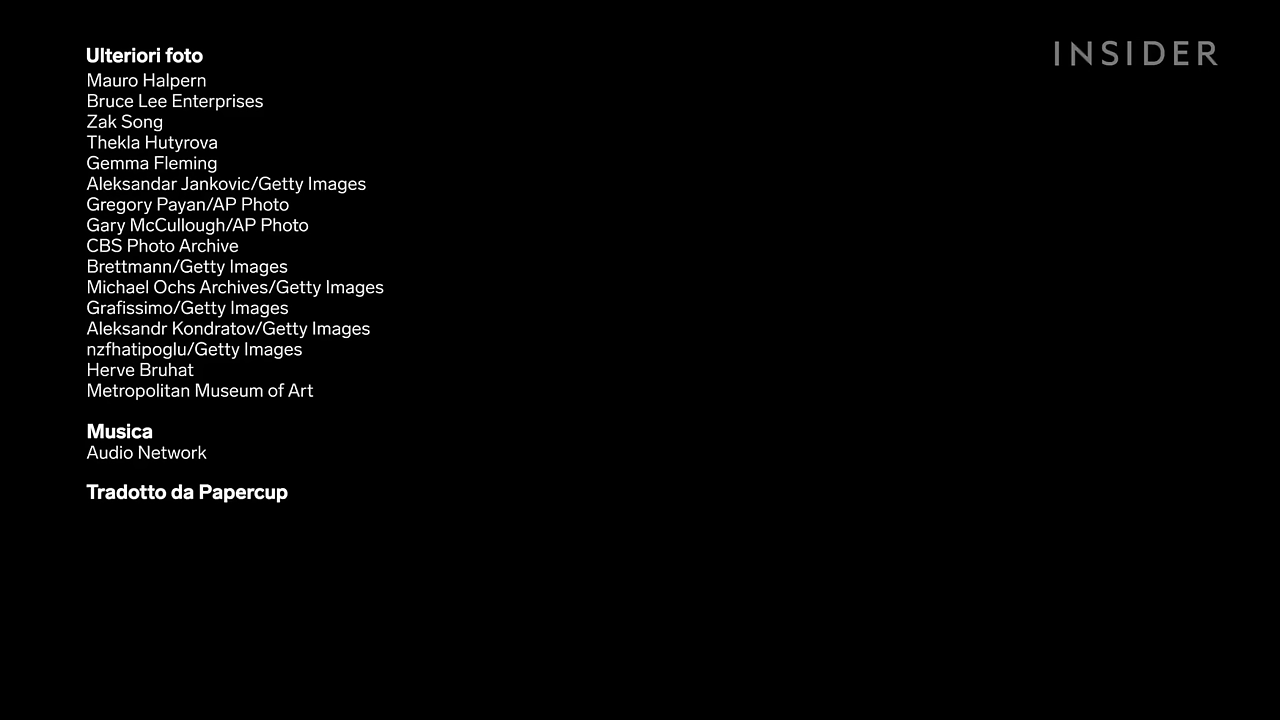 Ulteriori foto
INSIDER
Mauro Halpern
Bruce Lee Enterprises
Zak Song
Thekla Hutyrova
Gemma Fleming
Aleksandar Jankovic/Getty Images
Gregory Payan/AP Photo
Gary McCullough/AP Photo
CBS Photo Archive
Brettmann/Getty Images
Michael Ochs Archives/Getty Images
Grafissimo/Getty Images
Aleksandr Kondratov/Getty Images
nzfhatipoglu/Getty Images
Herve Bruhat
Metropolitan Museum of Art
Musica
Audio Network
Tradotto da Papercup